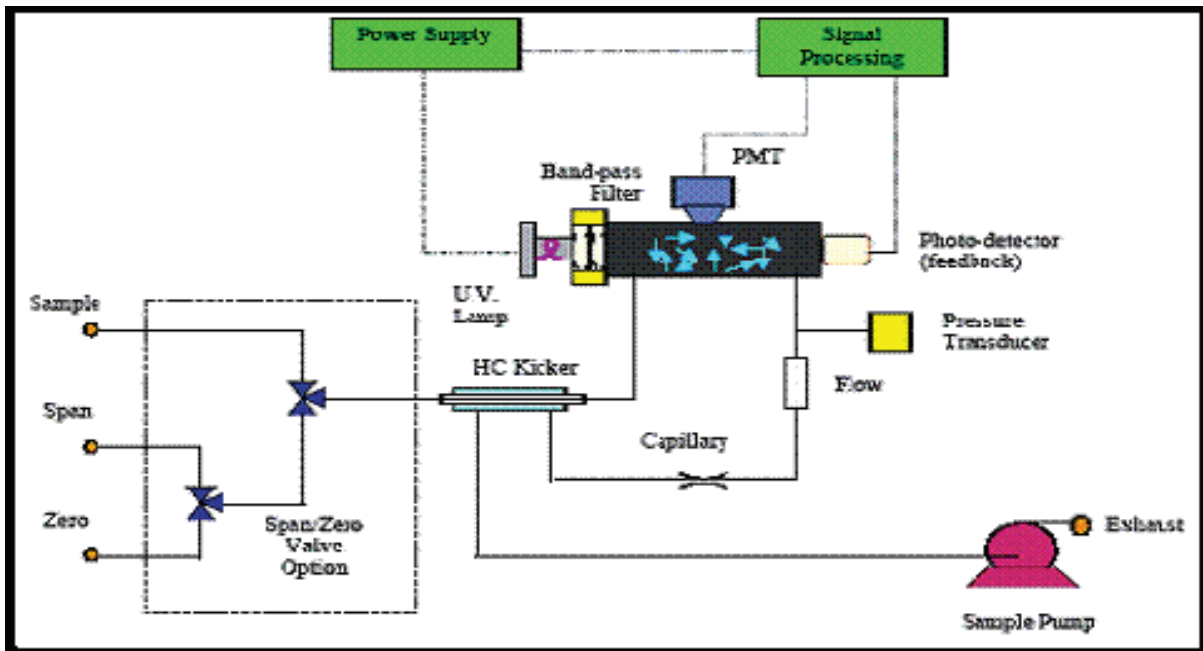 Power Supply
Signal
Processing
PMT
Band-pass
Filter
Photo-detector
(feedback)
U.V.
Lamp
Sample
Pressure
Transducer
HC Kicker
Flow
Span
Capillary
Zero
Span/Zero
Valve
Option
Exhaust
Sample Pump